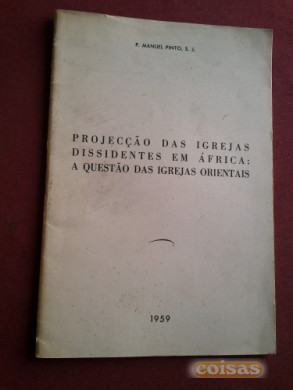 P. MANUEL PINTO, S. J.
PROJECÇÃO DAS IGREJAS
DISSIDENTES EM ÁFRICA:
A QUESTÃO DAS IGREJAS ORIENTAIS
1959
coisas